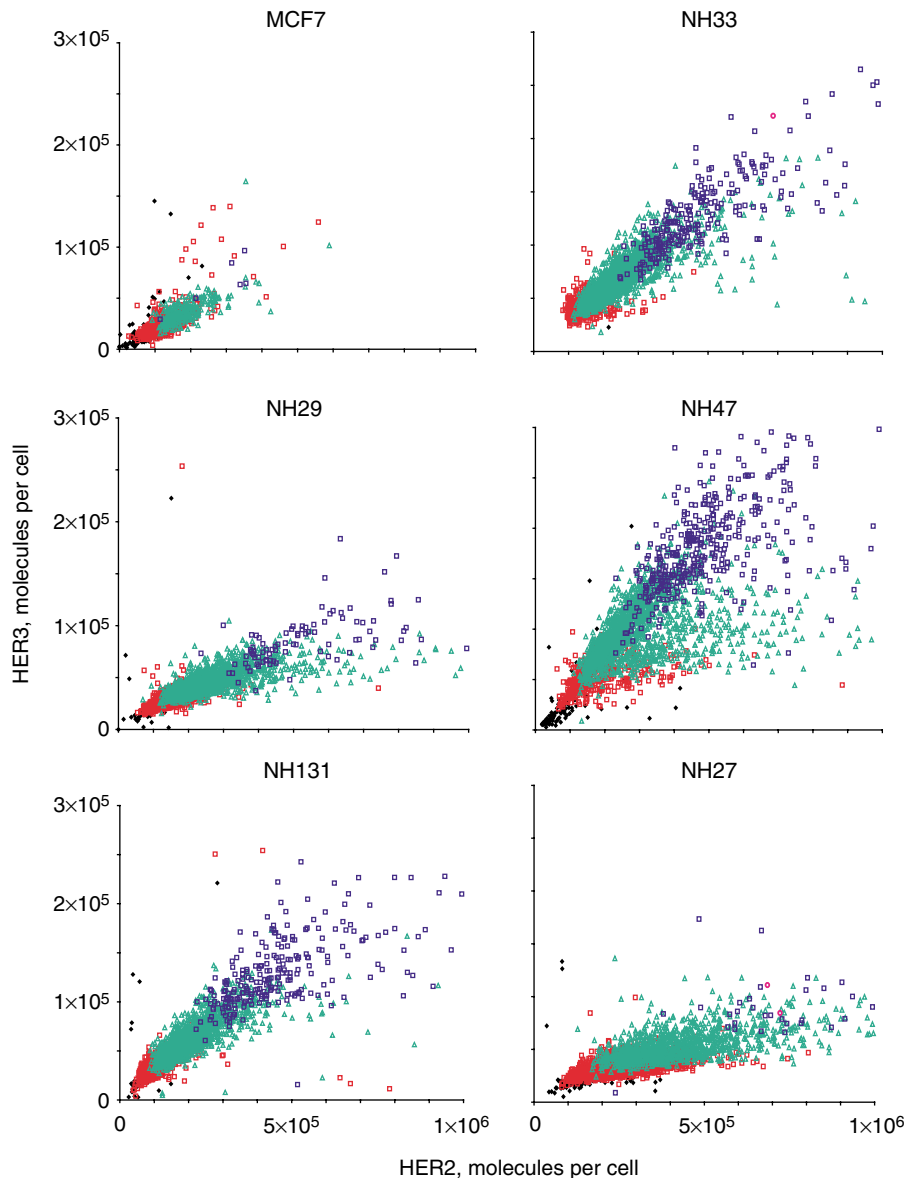 MCF7
NH33
3×10⁵
2×10⁵
1×10⁵
0
NH29
NH47
3×10⁵
2×10⁵
1×10⁵
0
HER3, molecules per cell
NH131
NH27
3×10⁵
2×10⁵
1×10⁵
0
0
5×10⁵
1×10⁶
0
5×10⁵
1×10⁶
HER2, molecules per cell